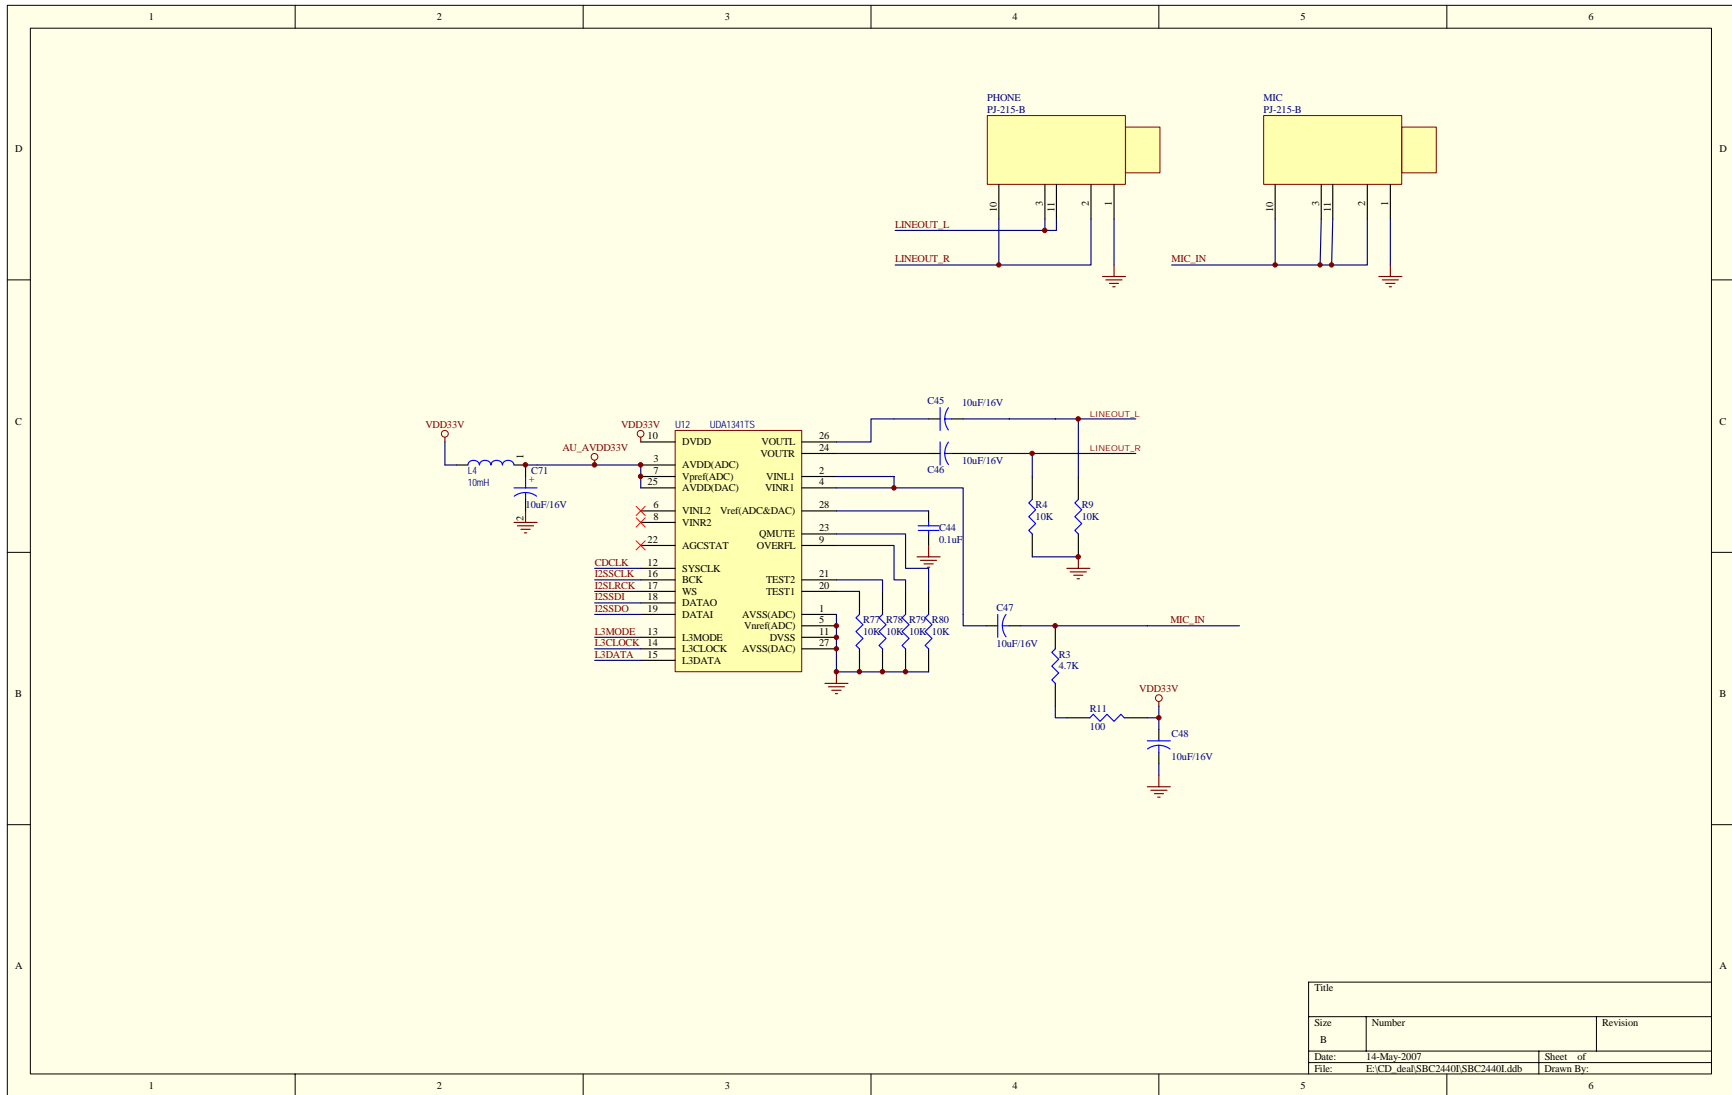 1 2 3 4 5 6
PHONE
PJ-215-B
MIC
PJ-215-B
D
D
10 3 11 2 1
10 3 11 2 1
LINEOUT_L
LINEOUT_R
MIC_IN
C45 10uF/16V
LINEOUT_L
C
C
VDD33V
VDD33V
U12 UDA1341TS
AU_AVDD33V
10 DVDD VOUTL 26
VOUTR 24
LINEOUT_R
C46 10uF/16V
3 AVDD(ADC)
7 Vpref(ADC) VINL1 2
25 AVDD(DAC) VINR1 4
L4
10mH
1
C71
+
10uF/16V
2
6 VINL2 Vref(ADC&DAC) 28
8 VINR2
QMUTE 23
22 AGCSTAT OVERFL 9
C44
0.1uF
R4
10K
R9
10K
CDCLK 12 SYSCLK
I2SSCLK 16 BCK TEST2 21
I2SLRCK 17 WS TEST1 20
I2SSDI 18 DATAO
I2SSDO 19 DATAI AVSS(ADC) 1
Vnref(ADC) 5
L3MODE 13 L3MODE DVSS 11
L3CLOCK 14 L3CLOCK AVSS(DAC) 27
L3DATA 15 L3DATA
R77 R78 R79 R80
10K 10K 10K 10K
C47
10uF/16V
MIC_IN
R3
4.7K
VDD33V
R11
100
C48
10uF/16V
B
B
A
A
Title
Size Number Revision
B
Date: 14-May-2007 Sheet of
File: E:\CD_deal\SBC2440I\SBC2440I.ddb Drawn By:
1 2 3 4 5 6